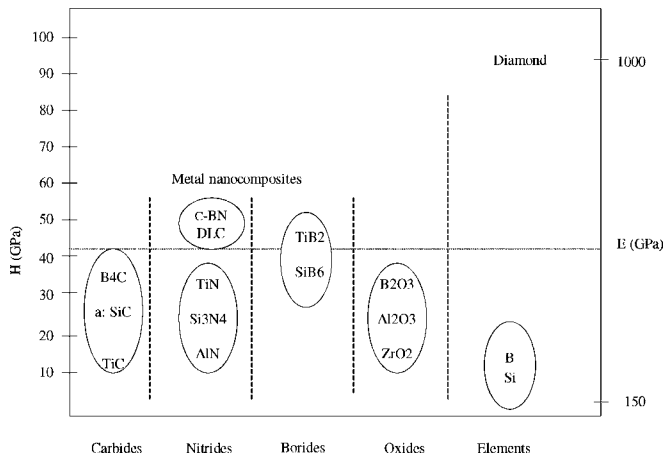 100
90
80
70
60
50
40
30
20
10
H (GPa)
Diamond
1000
E (GPa)
150
Metal nanocomposites
C-BN
DLC
TiB2
SiB6
B4C
a: SiC
TiC
TiN
Si3N4
AlN
B2O3
Al2O3
ZrO2
B
Si
Carbides
Nitrides
Borides
Oxides
Elements